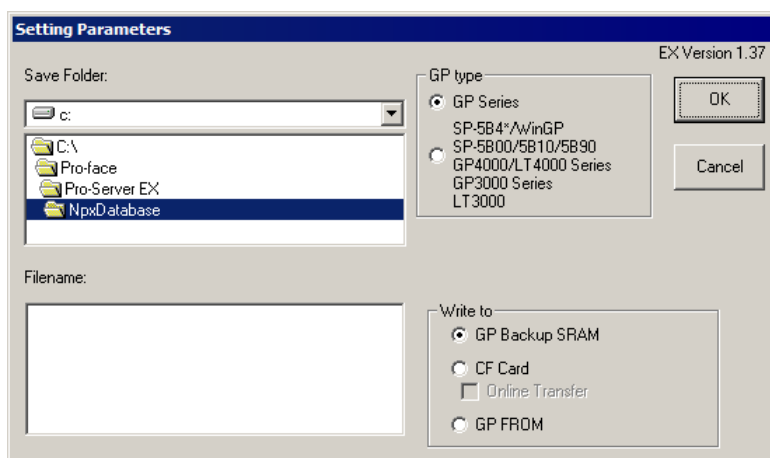 Setting Parameters
EX Version 1.37
Save Folder:
c:
C:\
Pro-face
Pro-Server EX
NpxDatabase
GP type
GP Series
SP-5B4*/WinGP
SP-5B00/5B10/5B90
GP4000/LT4000 Series
GP3000 Series
LT3000
OK
Cancel
Filename:
Write to
GP Backup SRAM
CF Card
Online Transfer
GP FROM